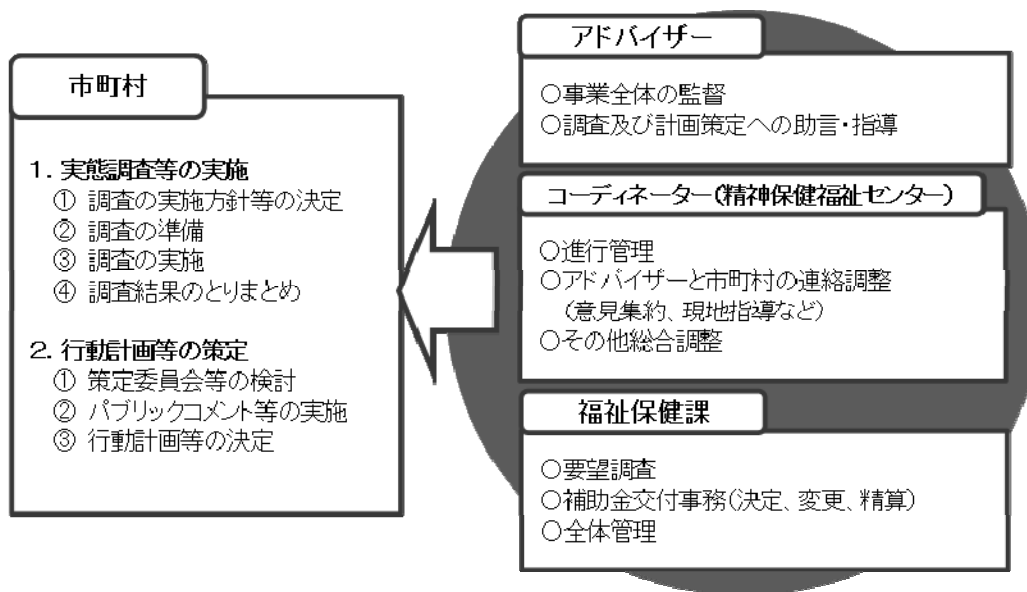 市町村
1. 実態調査等の実施
① 調査の実施方針等の決定
② 調査の準備
③ 調査の実施
④ 調査結果のとりまとめ
2. 行動計画等の策定
① 策定委員会等の検討
② パブリックコメント等の実施
③ 行動計画等の決定
アドバイザー
○事業全体の監督
○調査及び計画策定への助言・指導
コーディネーター(精神保健福祉センター)
○進行管理
○アドバイザーと市町村の連絡調整
(意見集約、現地指導など)
○その他総合調整
福祉保健課
○要望調査
○補助金交付事務(決定、変更、精算)
○全体管理